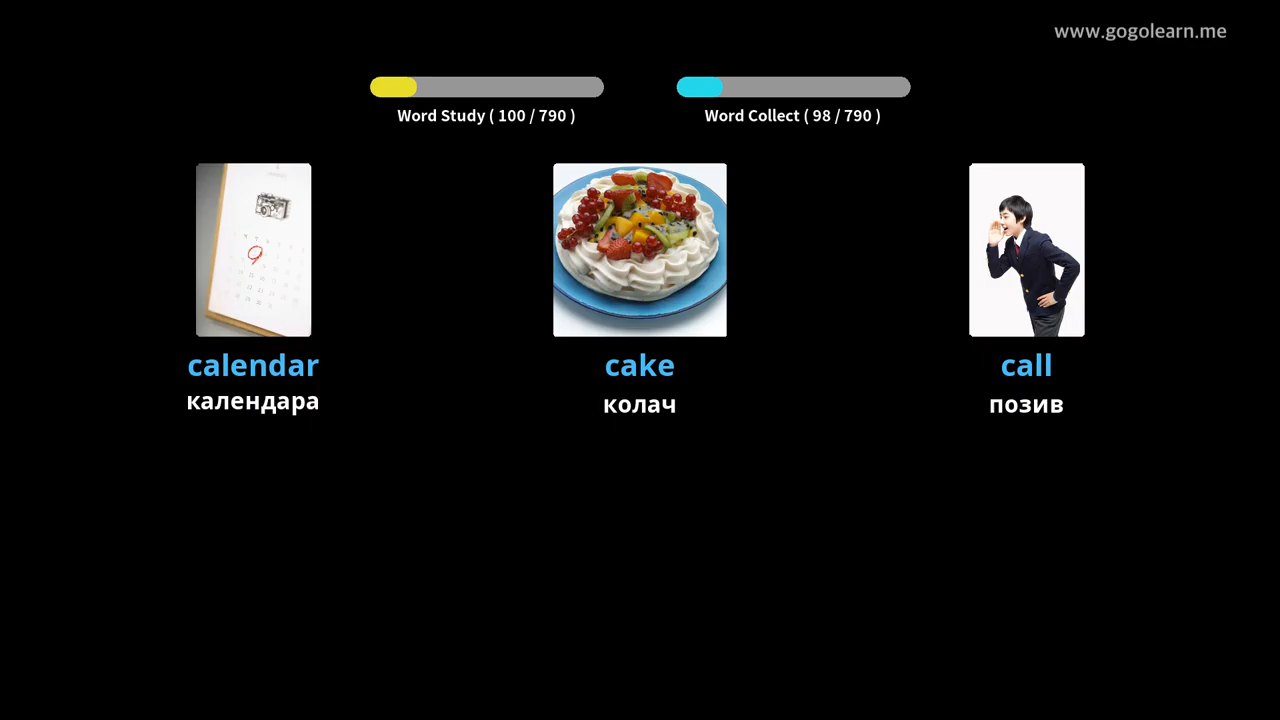 www.gogolearn.me
Word Study ( 100 / 790 )
Word Collect ( 98 / 790 )
calendar
календара
cake
колач
call
позив